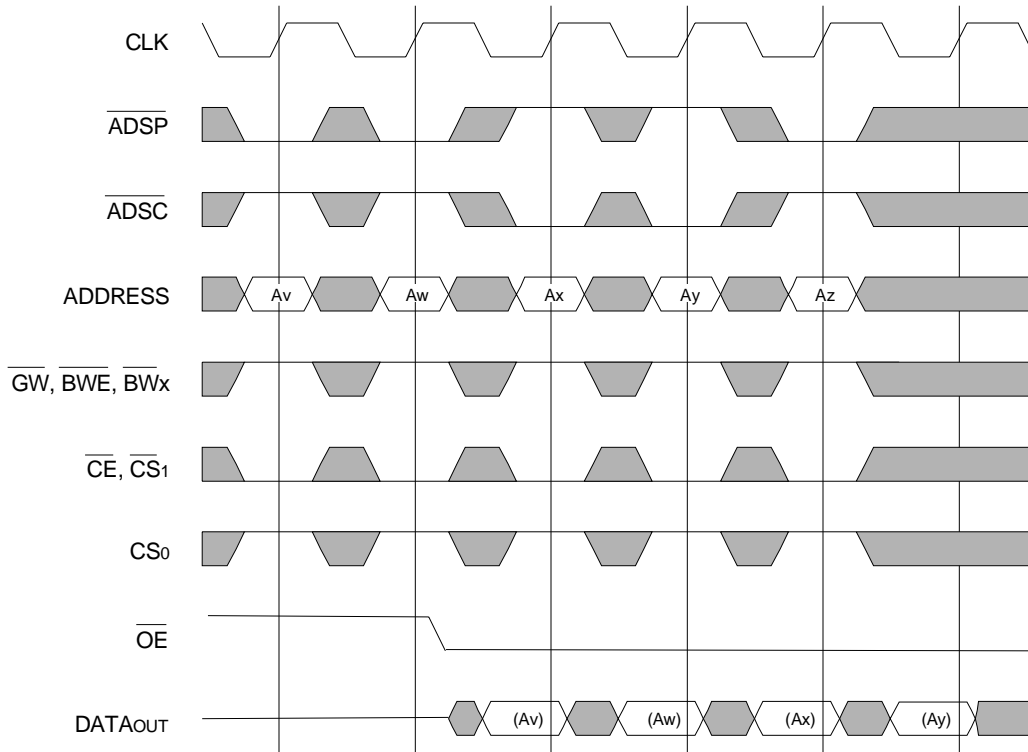 CLK
ADSP
ADSC
ADDRESS
Av Aw Ax Ay Az
GW, BWE, BWx
CE, CS1
CS0
OE
DATAOUT
(Av) (Aw) (Ax) (Ay)